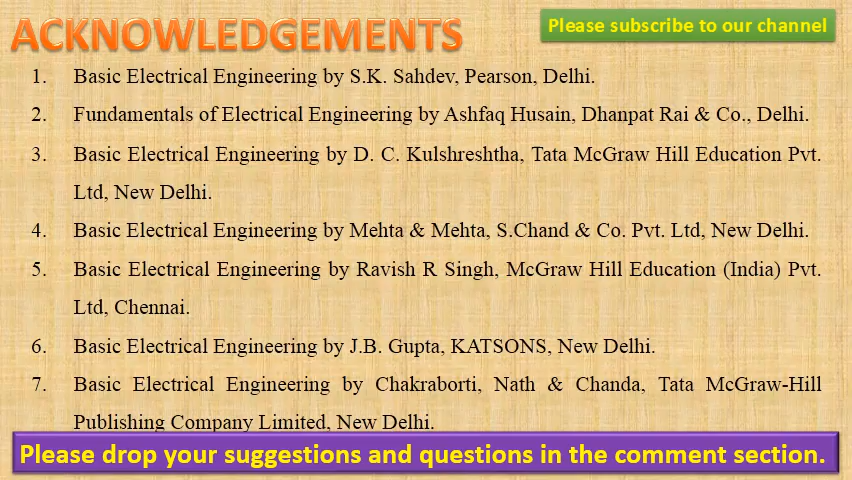 ACKNOWLEDGEMENTS
Please subscribe to our channel
1. Basic Electrical Engineering by S.K. Sahdev, Pearson, Delhi.
2. Fundamentals of Electrical Engineering by Ashfaq Husain, Dhanpat Rai & Co., Delhi.
3. Basic Electrical Engineering by D. C. Kulshreshtha, Tata McGraw Hill Education Pvt.
Ltd, New Delhi.
4. Basic Electrical Engineering by Mehta & Mehta, S.Chand & Co. Pvt. Ltd, New Delhi.
5. Basic Electrical Engineering by Ravish R Singh, McGraw Hill Education (India) Pvt.
Ltd, Chennai.
6. Basic Electrical Engineering by J.B. Gupta, KATSONS, New Delhi.
7. Basic Electrical Engineering by Chakraborti, Nath & Chanda, Tata McGraw-Hill
Publishing Company Limited, New Delhi.
Please drop your suggestions and questions in the comment section.